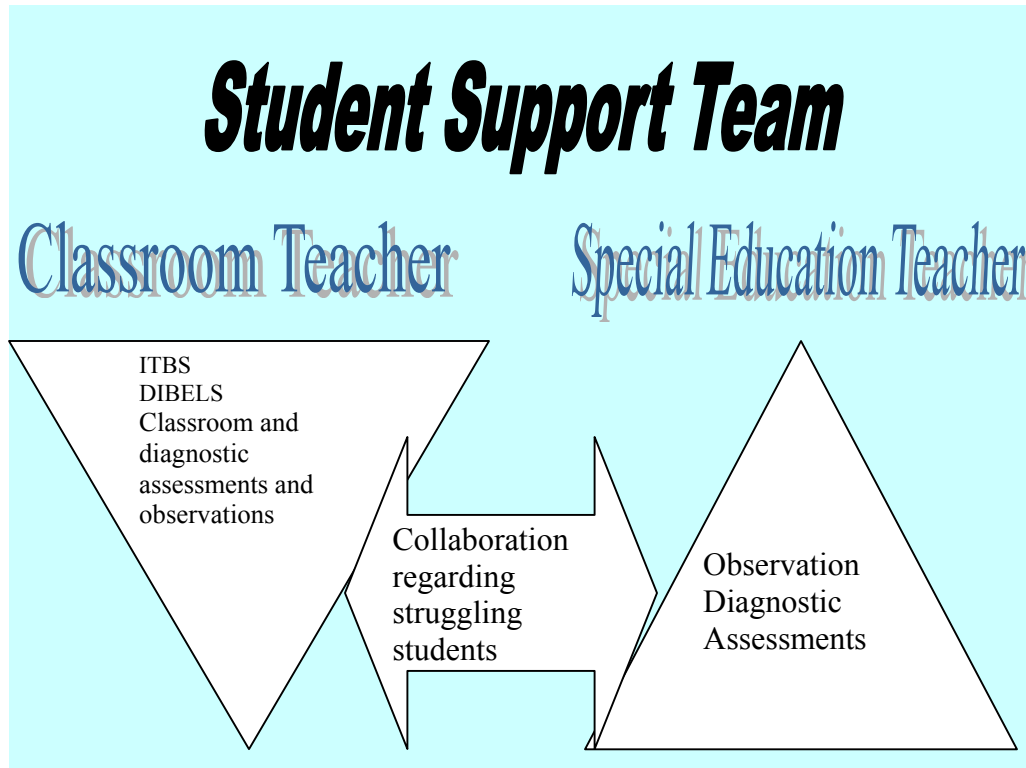 Student Support Team
Classroom Teacher
Special Education Teacher
ITBS
DIBELS
Classroom and
diagnostic
assessments and
observations
Collaboration
regarding
struggling
students
Observation
Diagnostic
Assessments